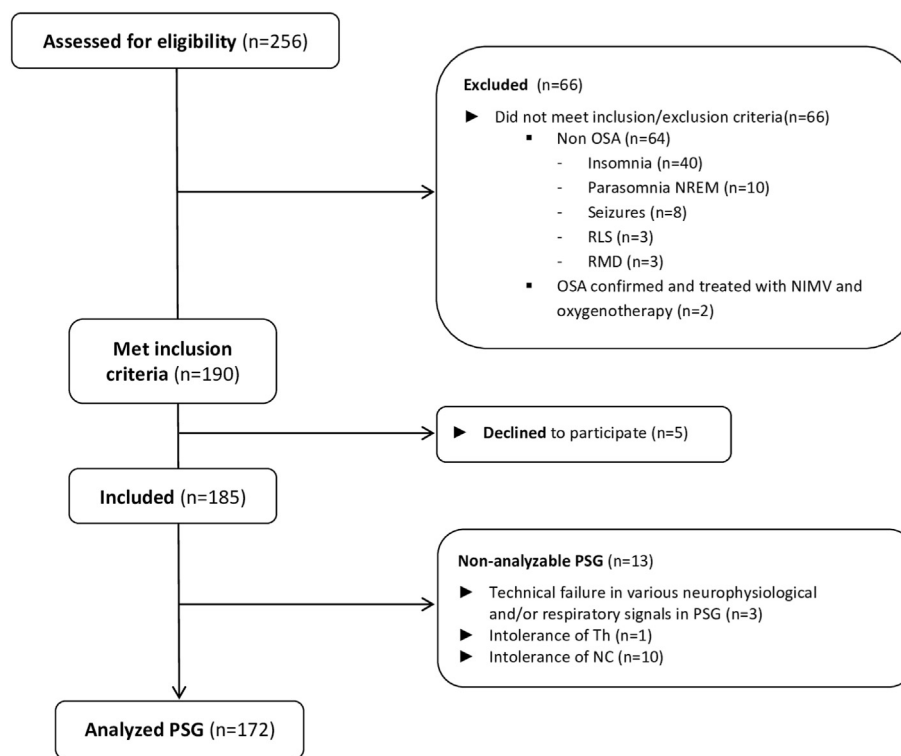 Assessed for eligibility (n=256)
Excluded (n=66)
► Did not meet inclusion/exclusion criteria(n=66)
▪ Non OSA (n=64)
- Insomnia (n=40)
- Parasomnia NREM (n=10)
- Seizures (n=8)
- RLS (n=3)
- RMD (n=3)
▪ OSA confirmed and treated with NIMV and
oxygenotherapy (n=2)
Met inclusion
criteria (n=190)
► Declined to participate (n=5)
Included (n=185)
Non-analyzable PSG (n=13)
► Technical failure in various neurophysiological
and/or respiratory signals in PSG (n=3)
► Intolerance of Th (n=1)
► Intolerance of NC (n=10)
Analyzed PSG (n=172)